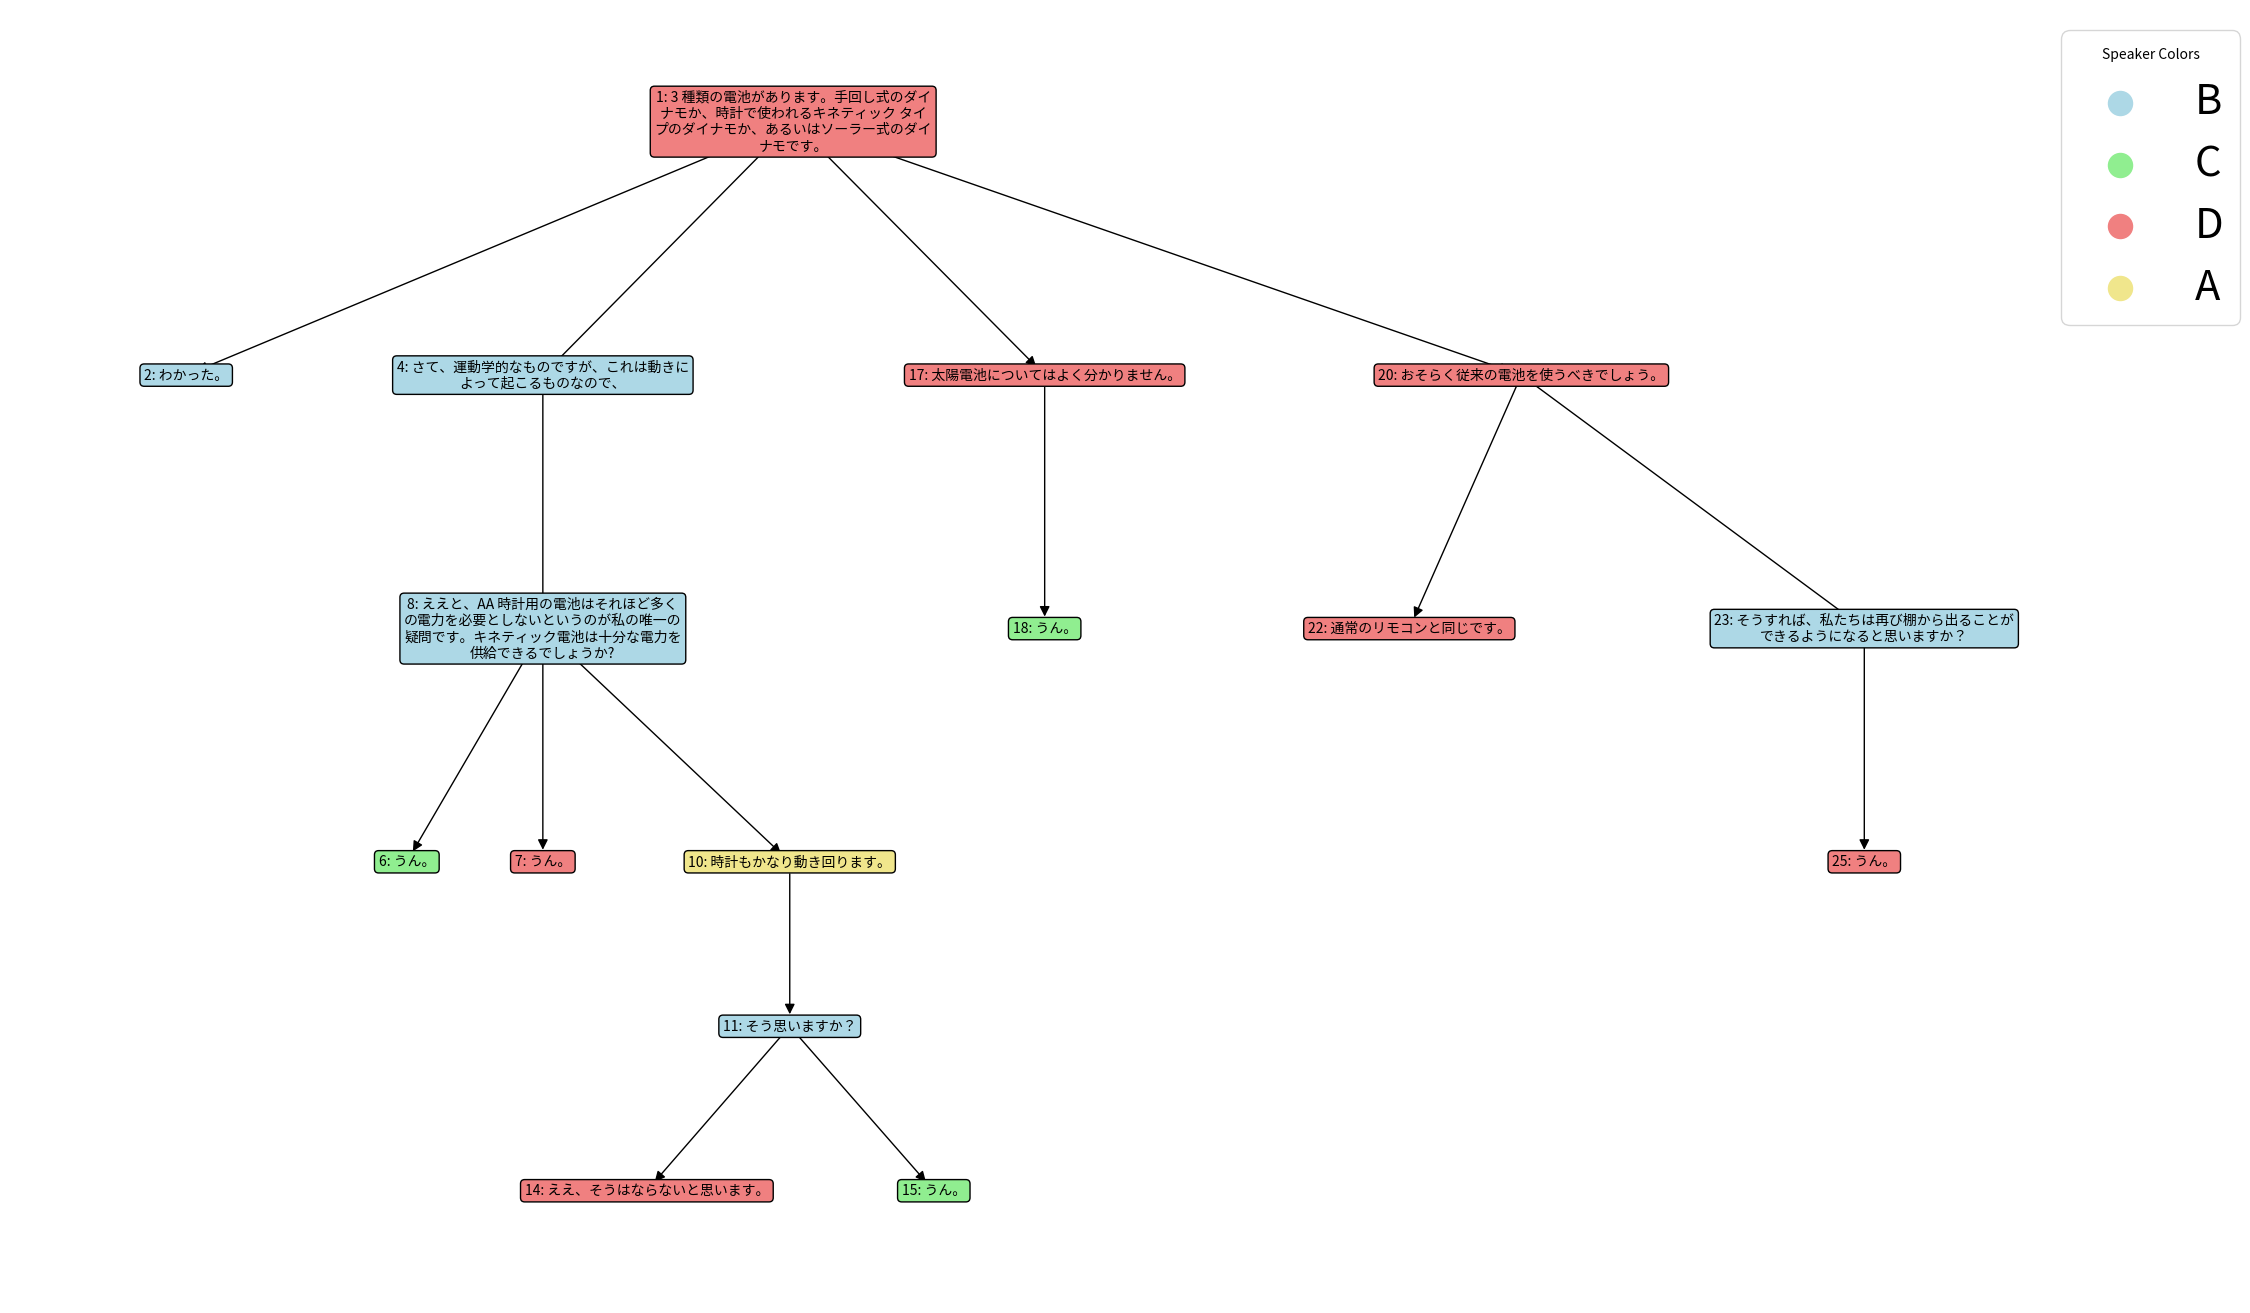 Speaker Colors
B
C
D
A
1: 3 種類の電池があります。手回し式のダイ
ナモか、時計で使われるキネティック タイ
プのダイナモか、あるいはソーラー式のダイ
ナモです。
2: わかった。
4: さて、運動学的なものですが、これは動きに
よって起こるものなので、
17: 太陽電池についてはよく分かりません。
20: おそらく従来の電池を使うべきでしょう。
8: ええと、AA 時計用の電池はそれほど多く
の電力を必要としないというのが私の唯一の
疑問です。キネティック電池は十分な電力を
供給できるでしょうか?
18: うん。
22: 通常のリモコンと同じです。
23: そうすれば、私たちは再び棚から出ることが
できるようになると思いますか？
6: うん。
7: うん。
10: 時計もかなり動き回ります。
25: うん。
11: そう思いますか？
14: ええ、そうはならないと思います。
15: うん。